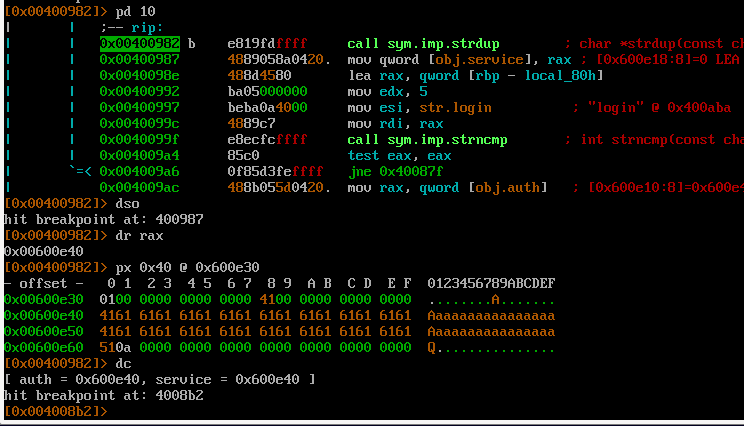 [0x00400982]> pd 10
|         |     ;-- rip:
|         |     0x00400982 b    e819fdffff     call sym.imp.strdup          ; char *strdup(const ch
|         |     0x00400987      4889058a0420.  mov qword [obj.service], rax ; [0x600e18:8]=0 LEA
|         |     0x0040098e      488d4580       lea rax, qword [rbp - local_80h]
|         |     0x00400992      ba05000000     mov edx, 5
|         |     0x00400997      beba0a4000     mov esi, str.login            ; "login" @ 0x400aba
|         |     0x0040099c      4889c7         mov rdi, rax
|         |     0x0040099f      e8ecfcffff     call sym.imp.strncmp         ; int strncmp(const cha
|         |     0x004009a4      85c0           test eax, eax
|         `=<   0x004009a6      0f85d3feffff   jne 0x40087f
|               0x004009ac      488b055d0420.  mov rax, qword [obj.auth]   ; [0x600e10:8]=0x600e4
[0x00400982]> dso
hit breakpoint at: 400987
[0x00400982]> dr rax
0x00600e40
[0x00400982]> px 0x40 @ 0x600e30
- offset -   0 1  2 3  4 5  6 7  8 9  A B  C D  E F  0123456789ABCDEF
0x00600e30  0100 0000 0000 0000 4100 0000 0000 0000  ........A.......
0x00600e40  4161 6161 6161 6161 6161 6161 6161 6161  Aaaaaaaaaaaaaaaa
0x00600e50  4161 6161 6161 6161 6161 6161 6161 6161  Aaaaaaaaaaaaaaaa
0x00600e60  510a 0000 0000 0000 0000 0000 0000 0000  Q...............
[0x00400982]> dc
[ auth = 0x600e40, service = 0x600e40 ]
hit breakpoint at: 4008b2
[0x004008b2]>